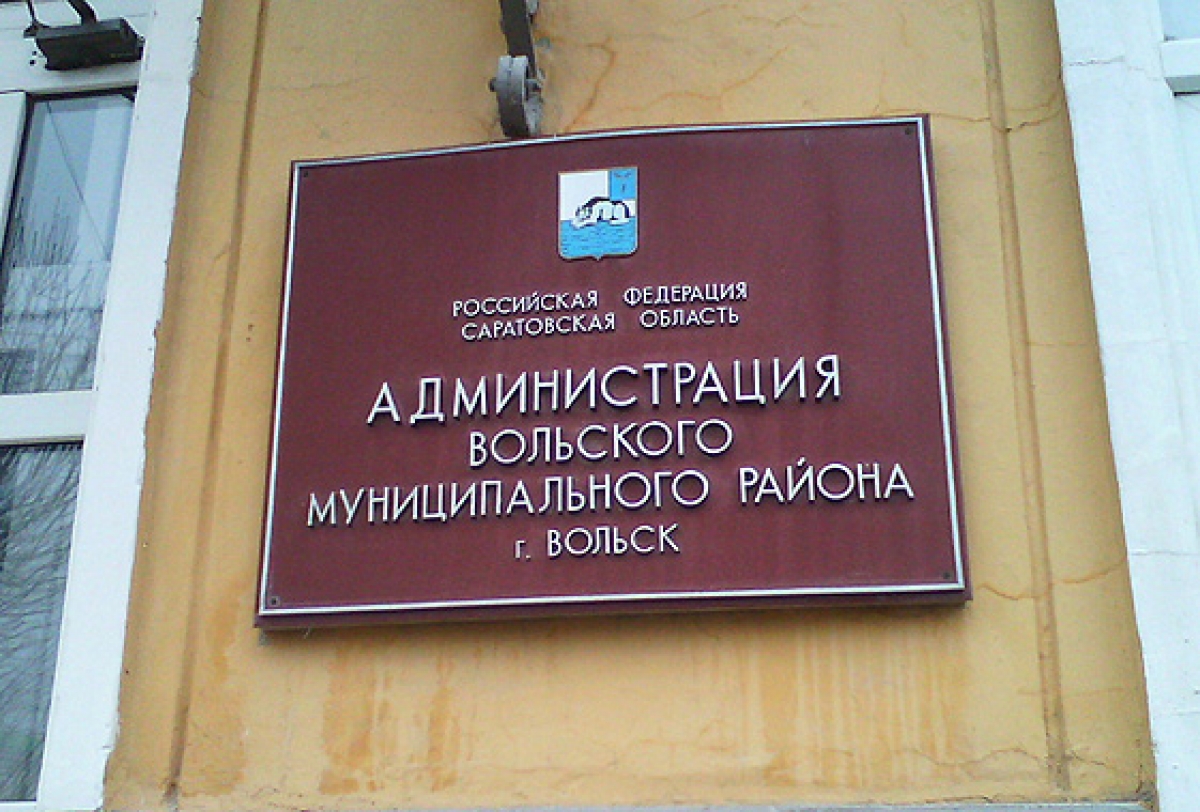 РОССИЙСКАЯ ФЕДЕРАЦИЯ
САРАТОВСКАЯ ОБЛАСТЬ
АДМИНИСТРАЦИЯ
ВОЛЬСКОГО
МУНИЦИПАЛЬНОГО РАЙОНА
г. ВОЛЬСК